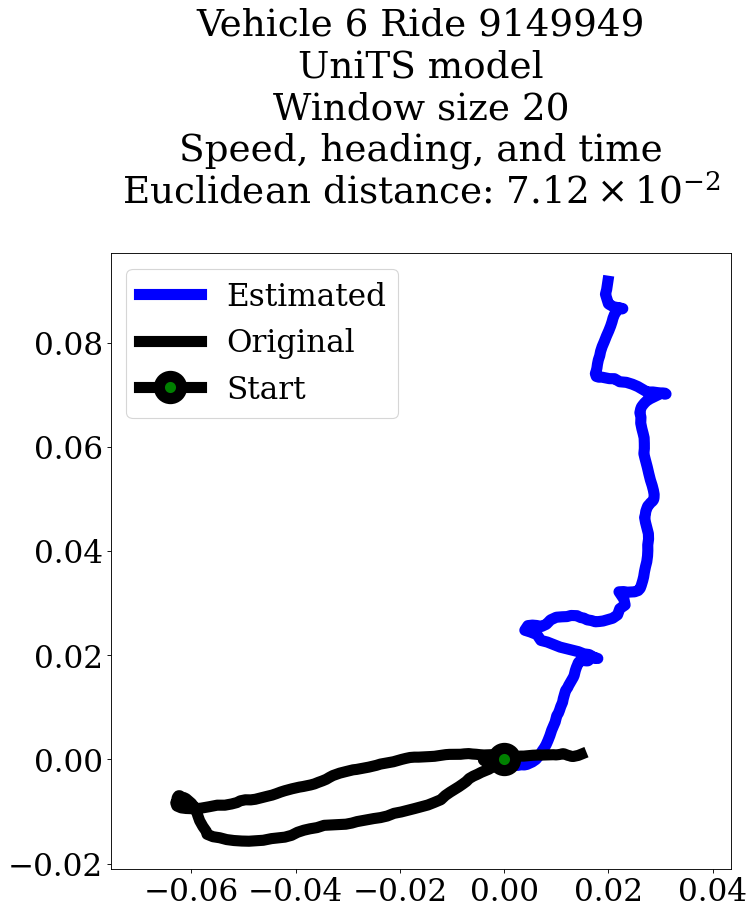 Vehicle 6 Ride 9149949
UniTS model
Window size 20
Speed, heading, and time
Euclidean distance: 7.12 × 10⁻²
Estimated
Original
Start
0.08
0.06
0.04
0.02
0.00
−0.02
−0.06 −0.04 −0.02 0.00 0.02 0.04